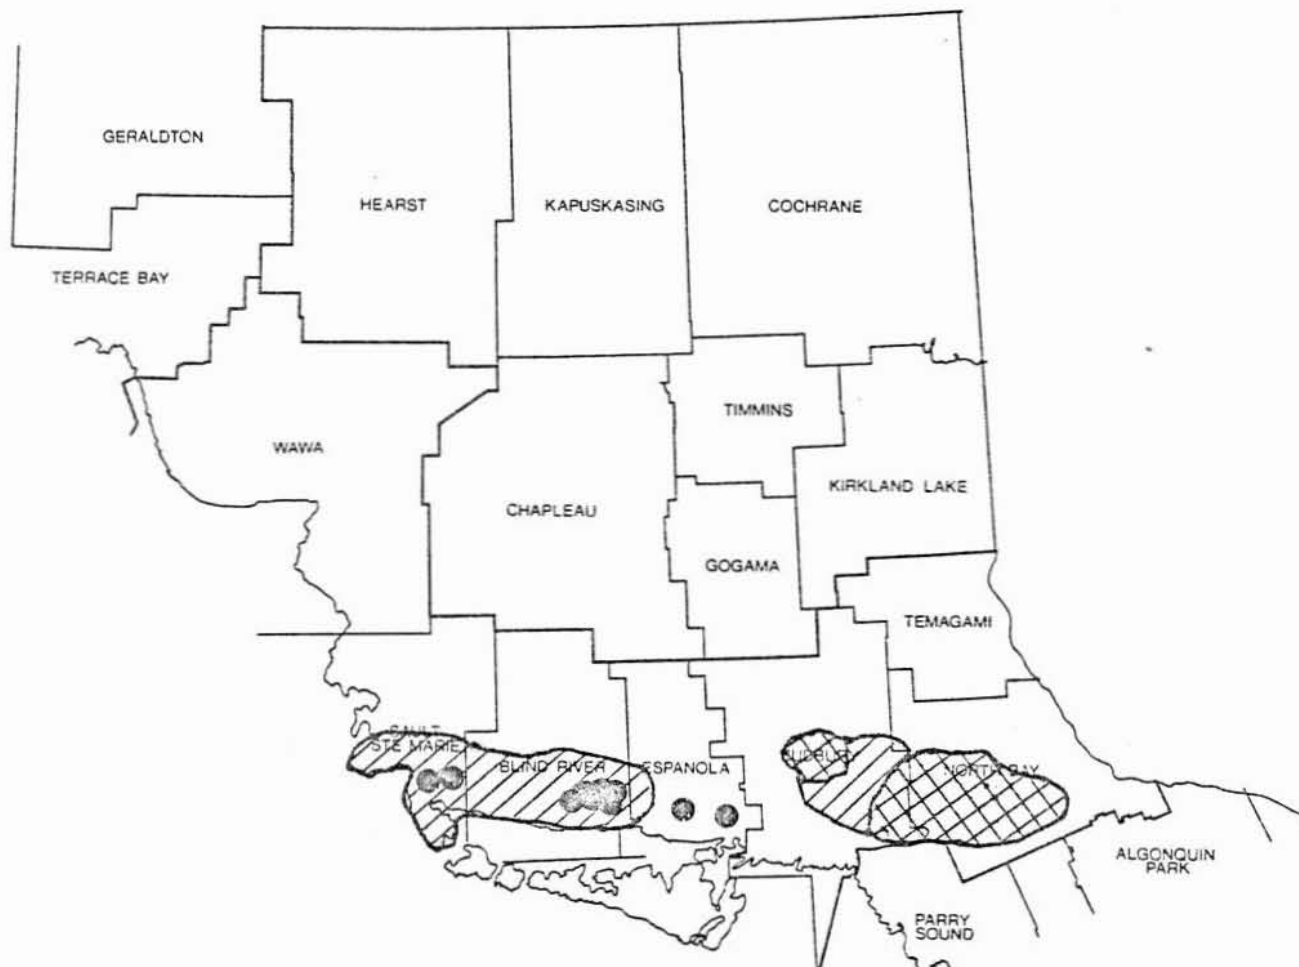 GERALDTON
HEARST
KAPUSKASING
COCHRANE
TERRACE BAY
TIMMINS
WAWA
KIRKLAND LAKE
CHAPLEAU
GOGAMA
TEMAGAMI
SAULT
STE MARIE
BLIND RIVER
ESPANOLA
NORTH BAY
ALGONQUIN
PARK
PARRY
SOUND